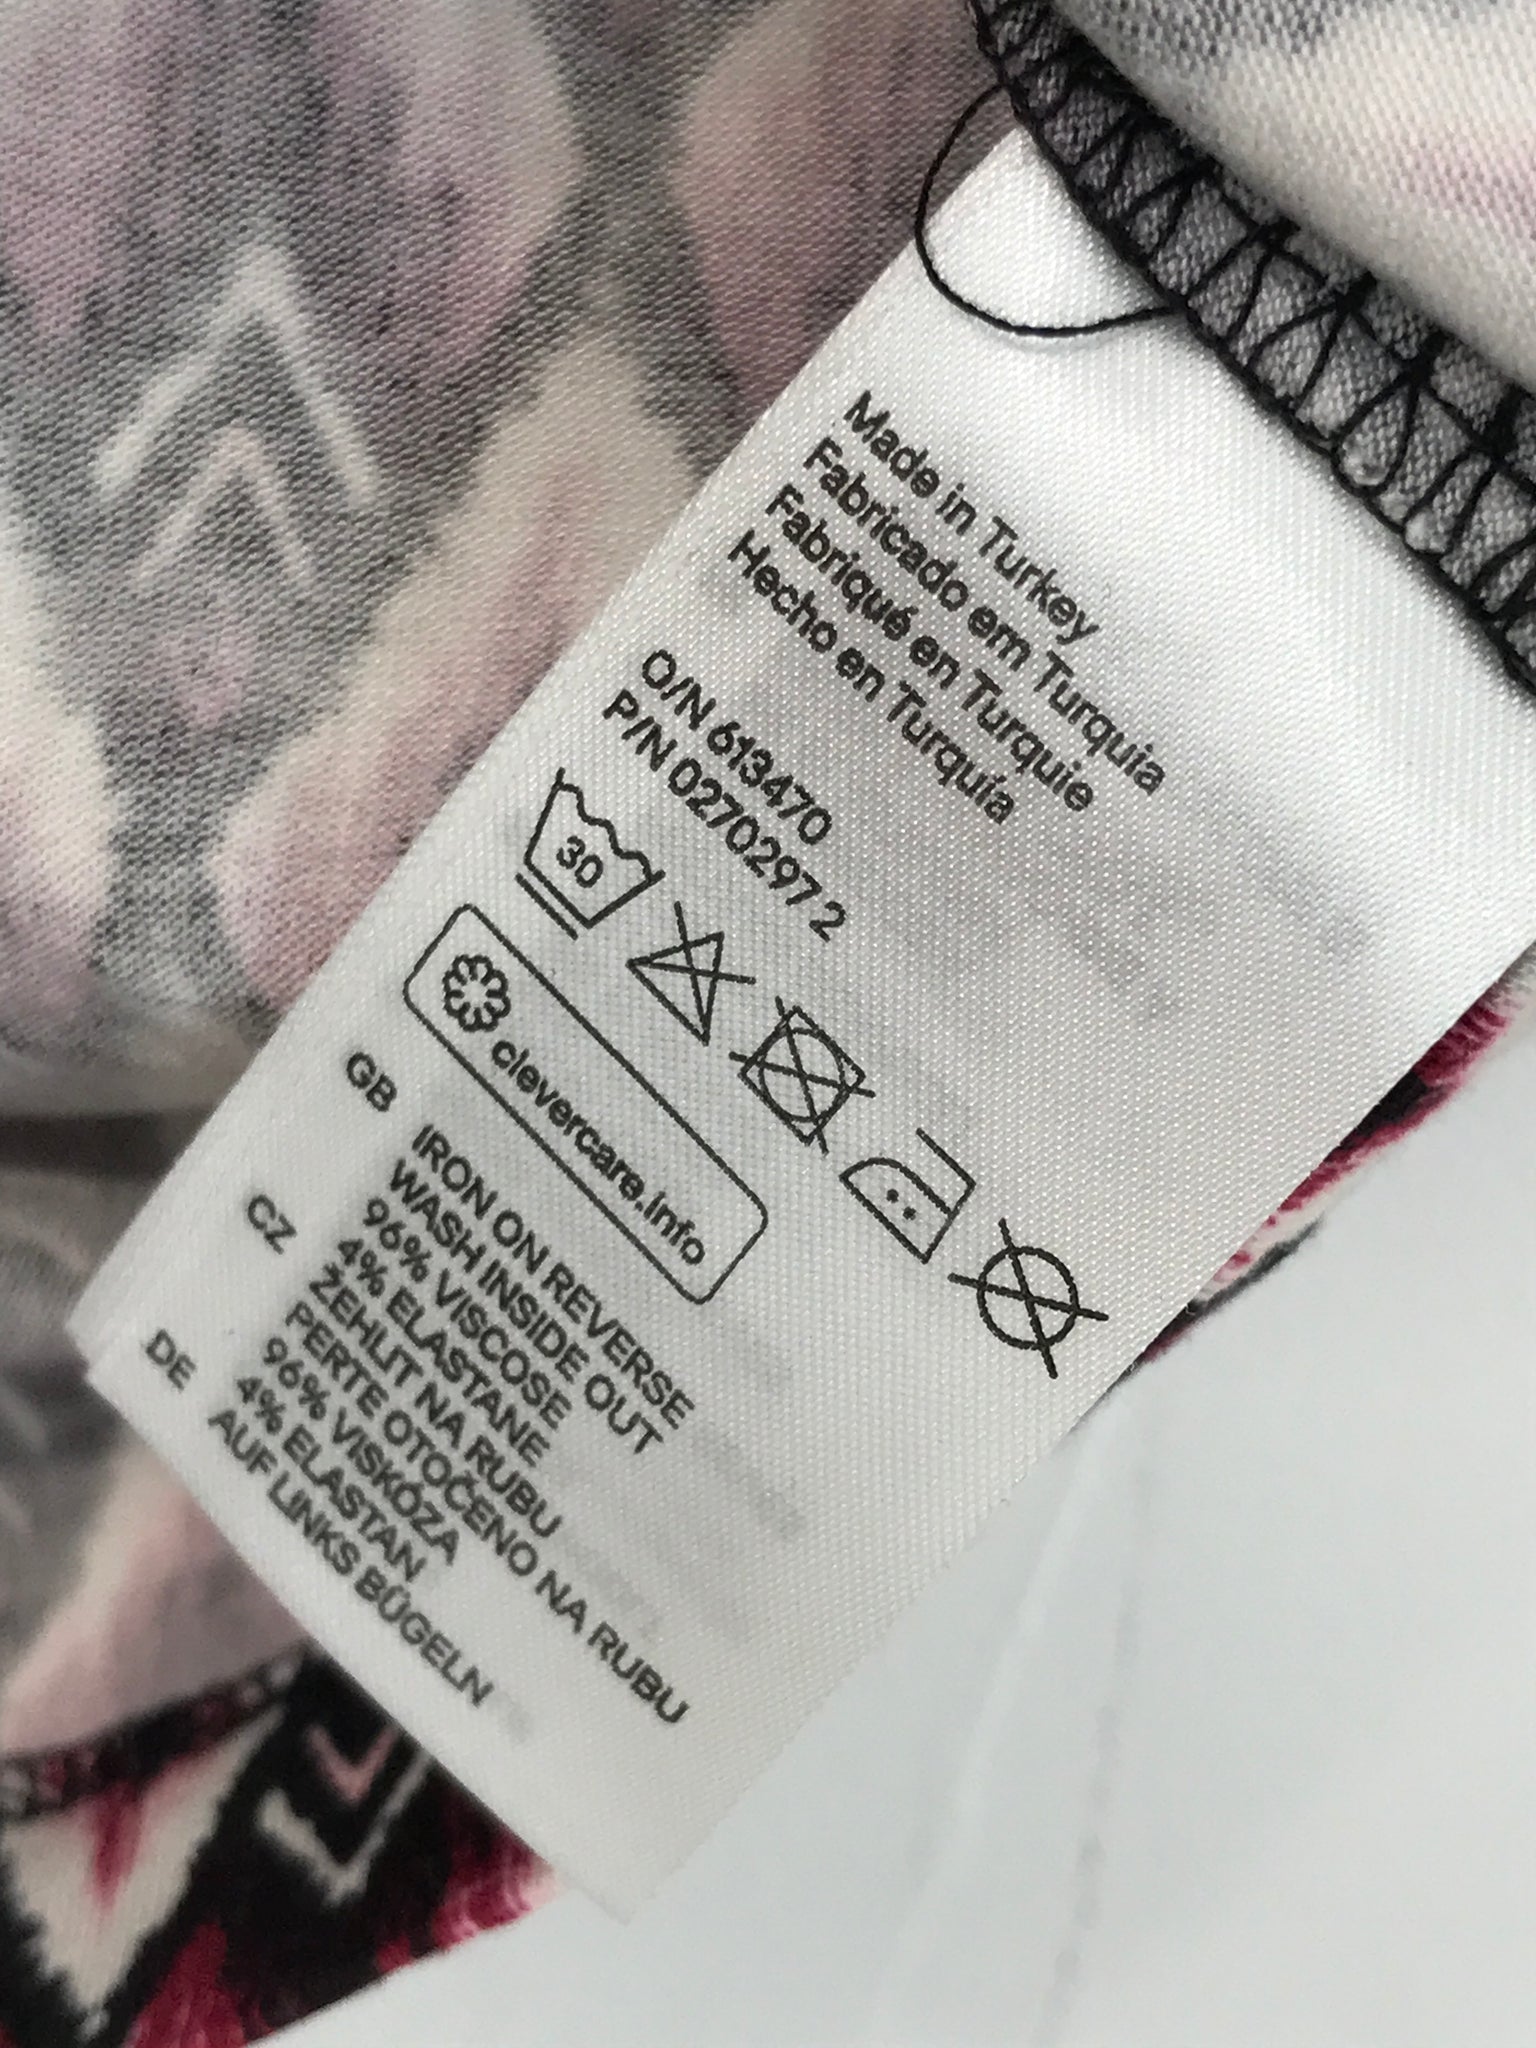 Made in Turkey
Fabricado em Turquia
Fabriqué en Turquie
Hecho en Turquía
O/N 613470
P/N 0270297 2
30
clevercare.info
GB IRON ON REVERSE
WASH INSIDE OUT
96% VISCOSE
4% ELASTANE
CZ ŽEHLIT NA RUBU
PERTE OTOČENO NA RUBU
96% VISKÓZA
4% ELASTAN
DE AUF LINKS BÜGELN